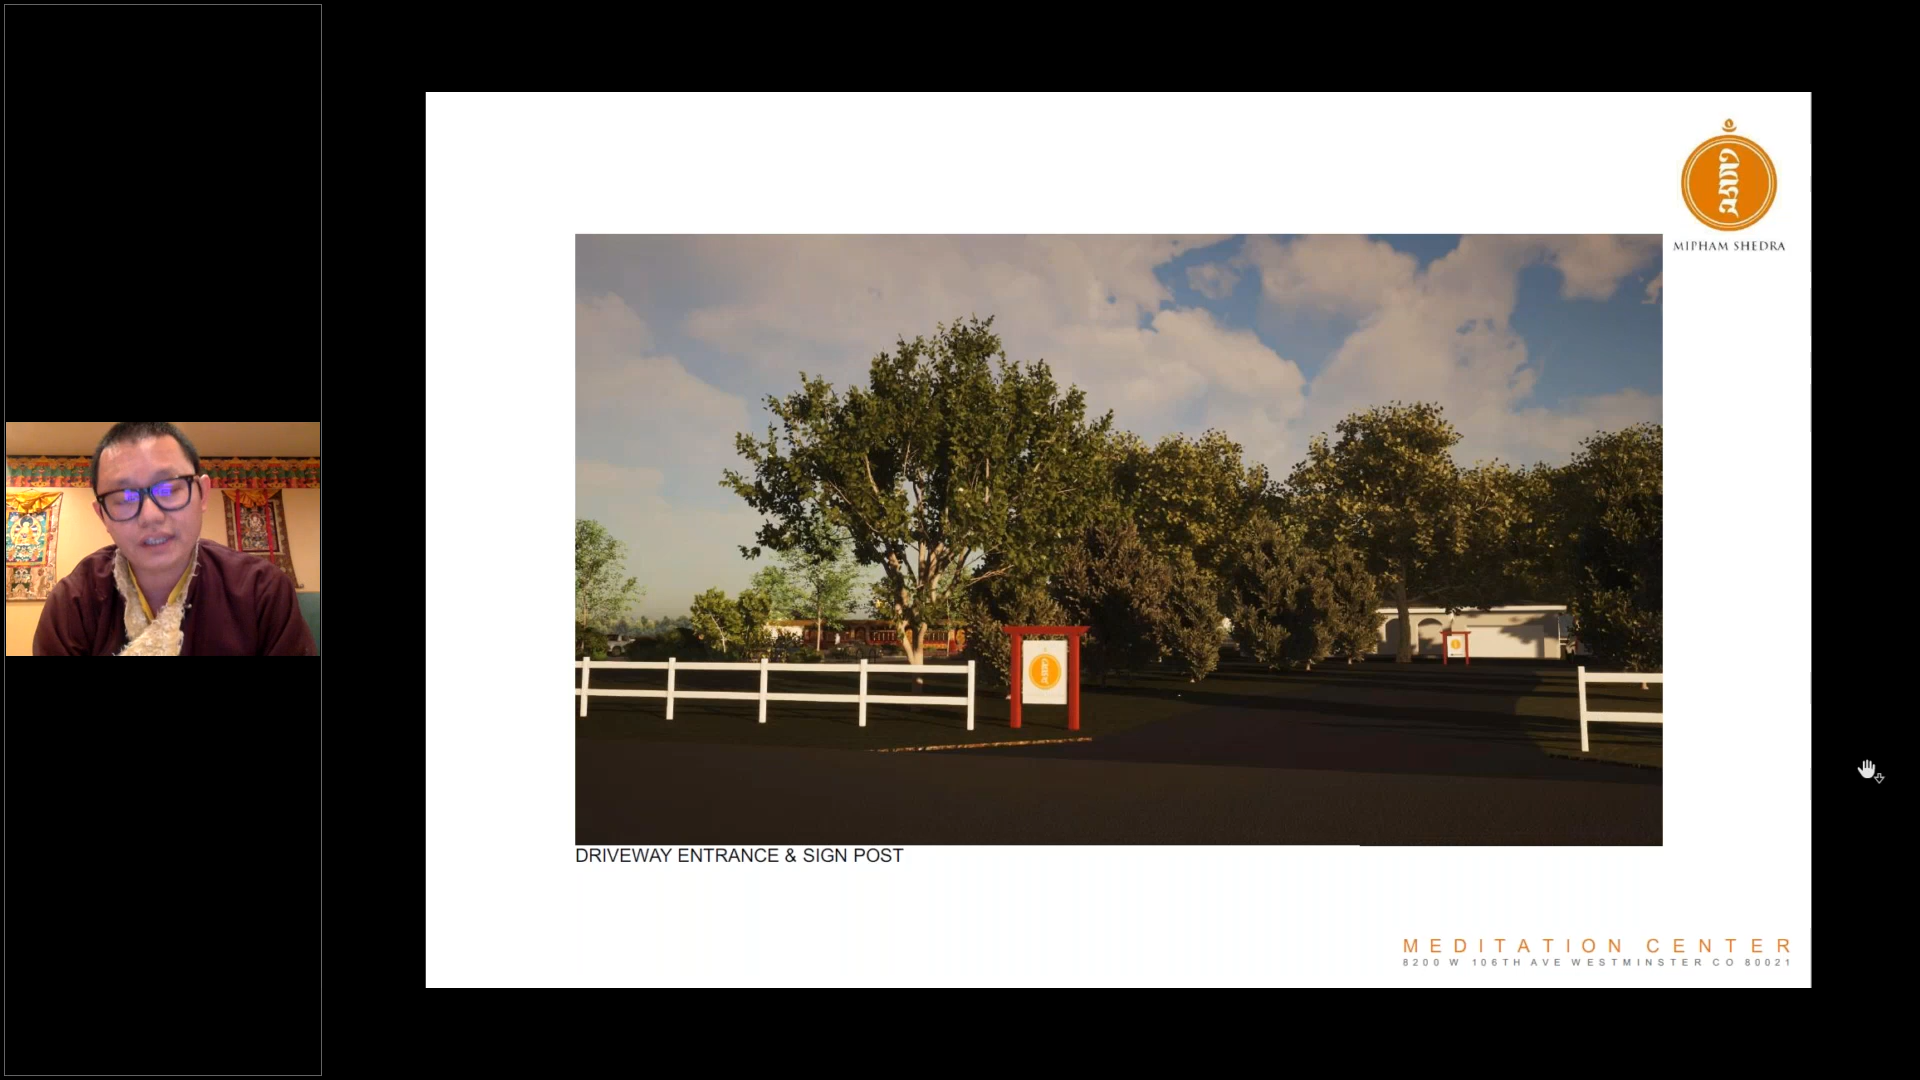 MIPHAM SHEDRA
DRIVEWAY ENTRANCE & SIGN POST
MEDITATION CENTER
8200 W 106TH AVE WESTMINSTER CO 80021